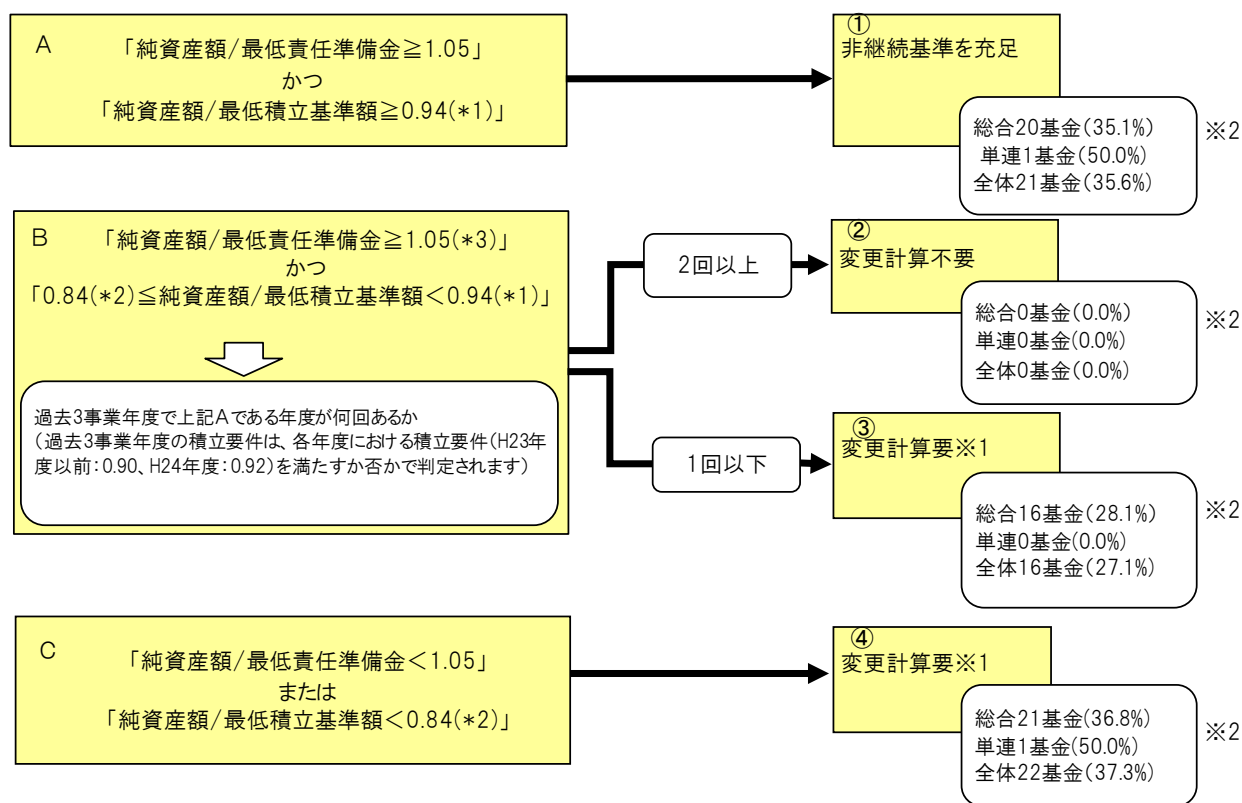 A
「純資産額/最低責任準備金≧1.05」
かつ
「純資産額/最低積立基準額≧0.94(*1)」
①
非継続基準を充足
総合20基金(35.1%)
単連1基金(50.0%)
全体21基金(35.6%)
※2
B
「純資産額/最低責任準備金≧1.05(*3)」
かつ
「0.84(*2)≦純資産額/最低積立基準額<0.94(*1)」
過去3事業年度で上記Aである年度が何回あるか
(過去3事業年度の積立要件は、各年度における積立要件(H23年
度以前:0.90、H24年度:0.92)を満たすか否かで判定されます)
2回以上
②
変更計算不要
総合0基金(0.0%)
単連0基金(0.0%)
全体0基金(0.0%)
※2
1回以下
③
変更計算要※1
総合16基金(28.1%)
単連0基金(0.0%)
全体16基金(27.1%)
※2
C
「純資産額/最低責任準備金<1.05」
または
「純資産額/最低積立基準額<0.84(*2)」
④
変更計算要※1
総合21基金(36.8%)
単連1基金(50.0%)
全体22基金(37.3%)
※2